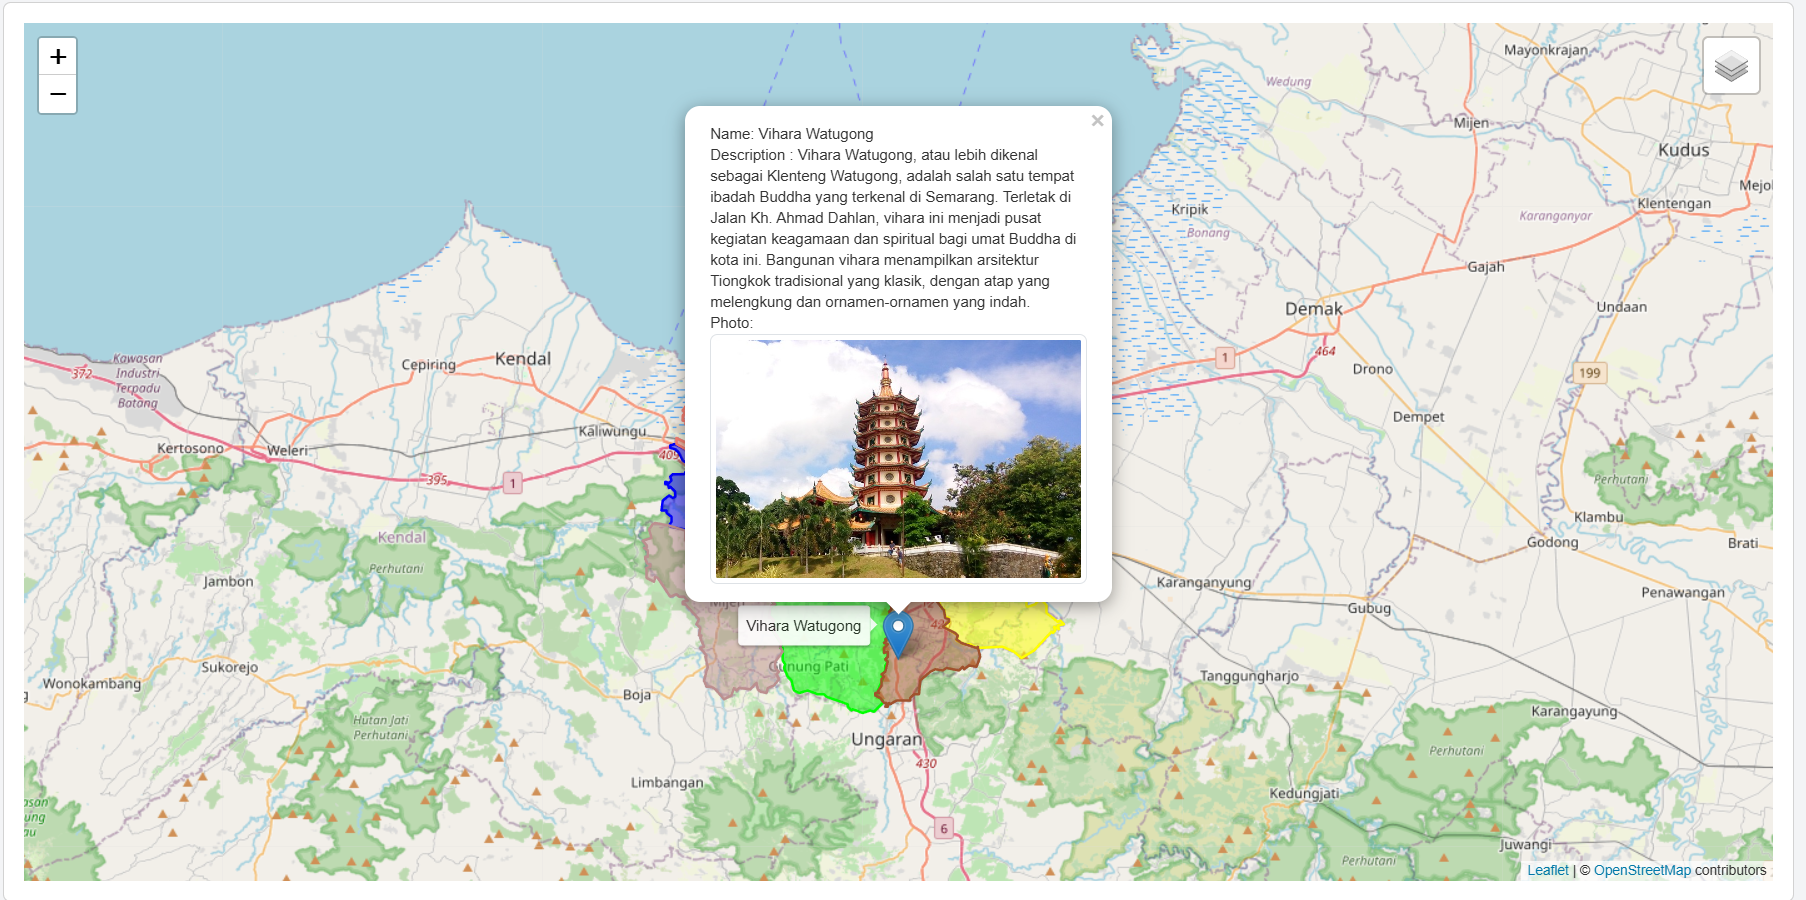 +
−
Name: Vihara Watugong
Description : Vihara Watugong, atau lebih dikenal
sebagai Klenteng Watugong, adalah salah satu tempat
ibadah Buddha yang terkenal di Semarang. Terletak di
Jalan Kh. Ahmad Dahlan, vihara ini menjadi pusat
kegiatan keagamaan dan spiritual bagi umat Buddha di
kota ini. Bangunan vihara menampilkan arsitektur
Tiongkok tradisional yang klasik, dengan atap yang
melengkung dan ornamen-ornamen yang indah.
Photo:
×
Vihara Watugong
Mayonkrajan
Wedung
Mijen
Kudus
Mejo
Klentengan
Kripik
Karanganyar
Bonang
Gajah
Demak
Undaan
1
464
Drono
199
Dempet
Kawasan
Industri
Terpadu
Batang
372
Cepiring
Kendal
Kaliwungu
Kertosono
Weleri
409
395
1
Perhutani
Klambu
Godong
Brati
Kendal
Perhutani
Jambon
Karanganyung
Penawangan
Gubug
Mijen
Gunung Pati
Sukorejo
Wonokambang
Boja
Tanggungharjo
Hutan Jati
Perhutani
Karangayung
Ungaran
Perhutani
430
Limbangan
Kedungjati
6
Juwangi
Perhutani
Leaflet | © OpenStreetMap contributors